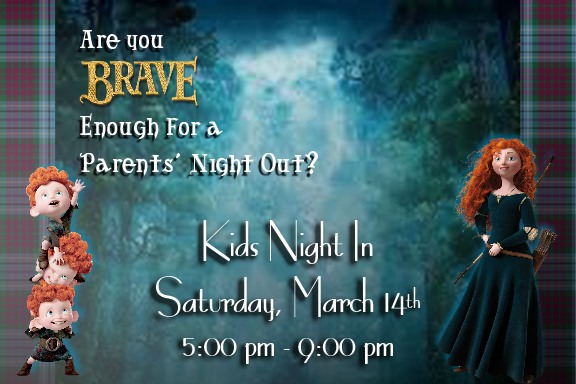 Are you
BRAVE
Enough For a
Parents' Night Out?
Kids Night In
Saturday, March 14th
5:00 pm - 9:00 pm